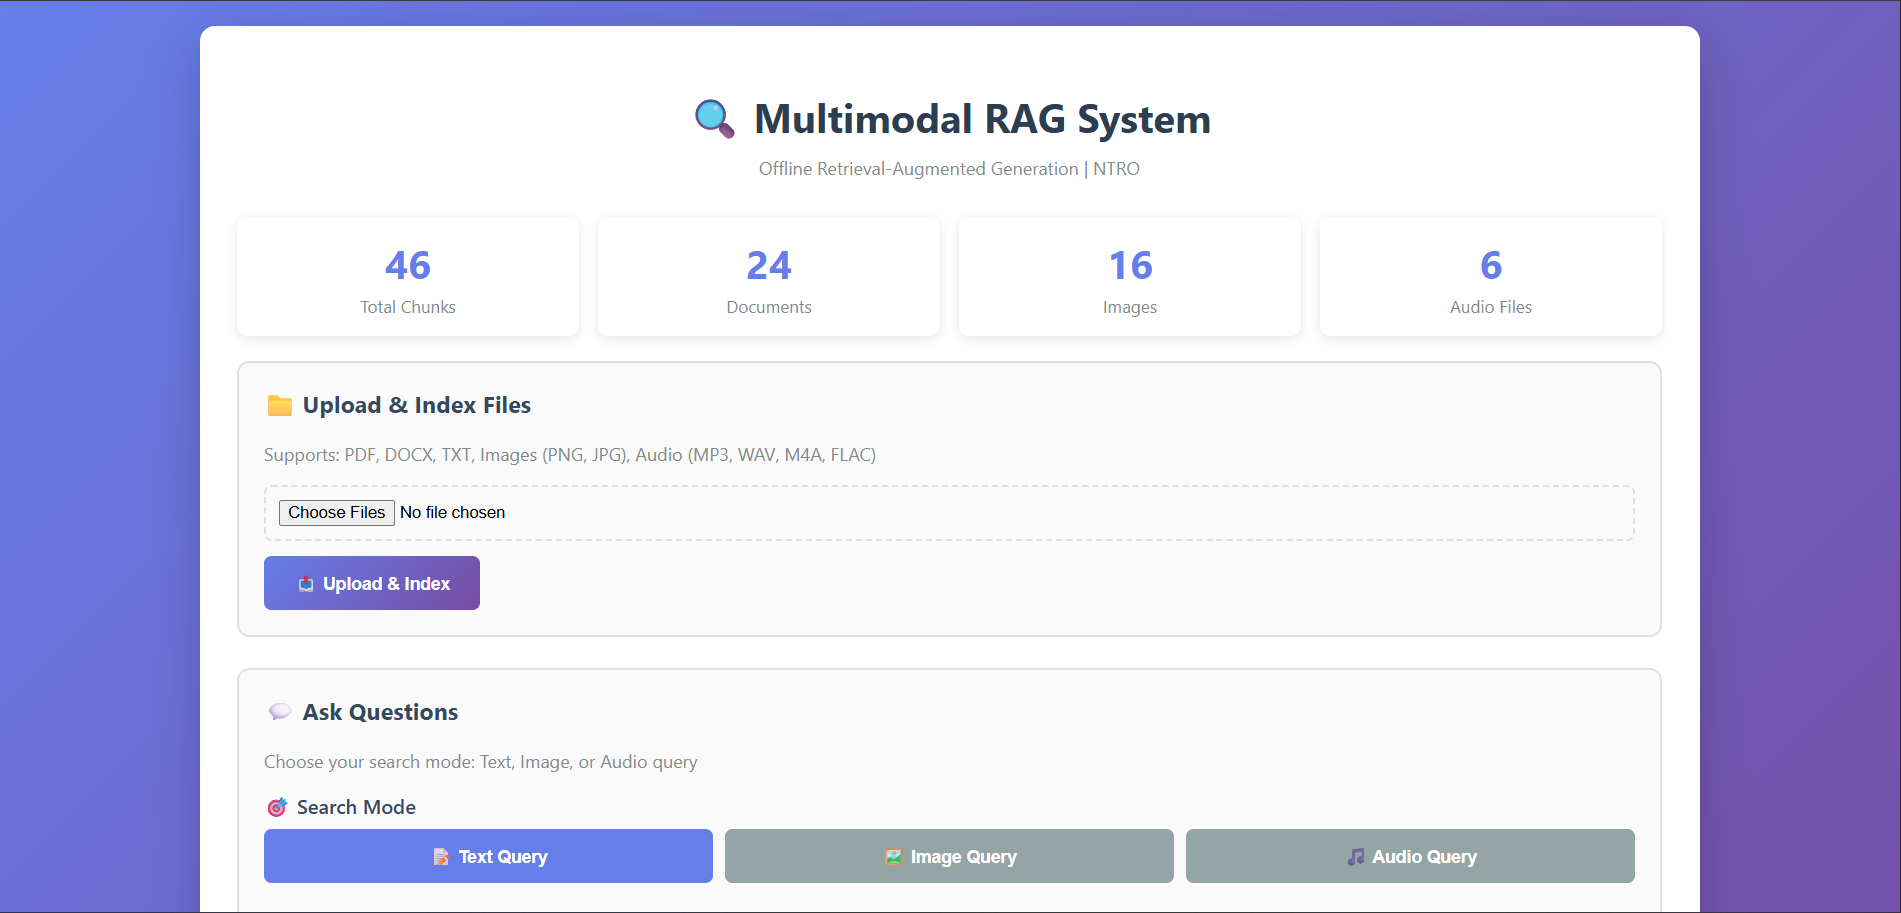 Multimodal RAG System
Offline Retrieval-Augmented Generation | NTRO
46
Total Chunks
24
Documents
16
Images
6
Audio Files
Upload & Index Files
Supports: PDF, DOCX, TXT, Images (PNG, JPG), Audio (MP3, WAV, M4A, FLAC)
Choose Files No file chosen
Upload & Index
Ask Questions
Choose your search mode: Text, Image, or Audio query
Search Mode
Text Query
Image Query
Audio Query